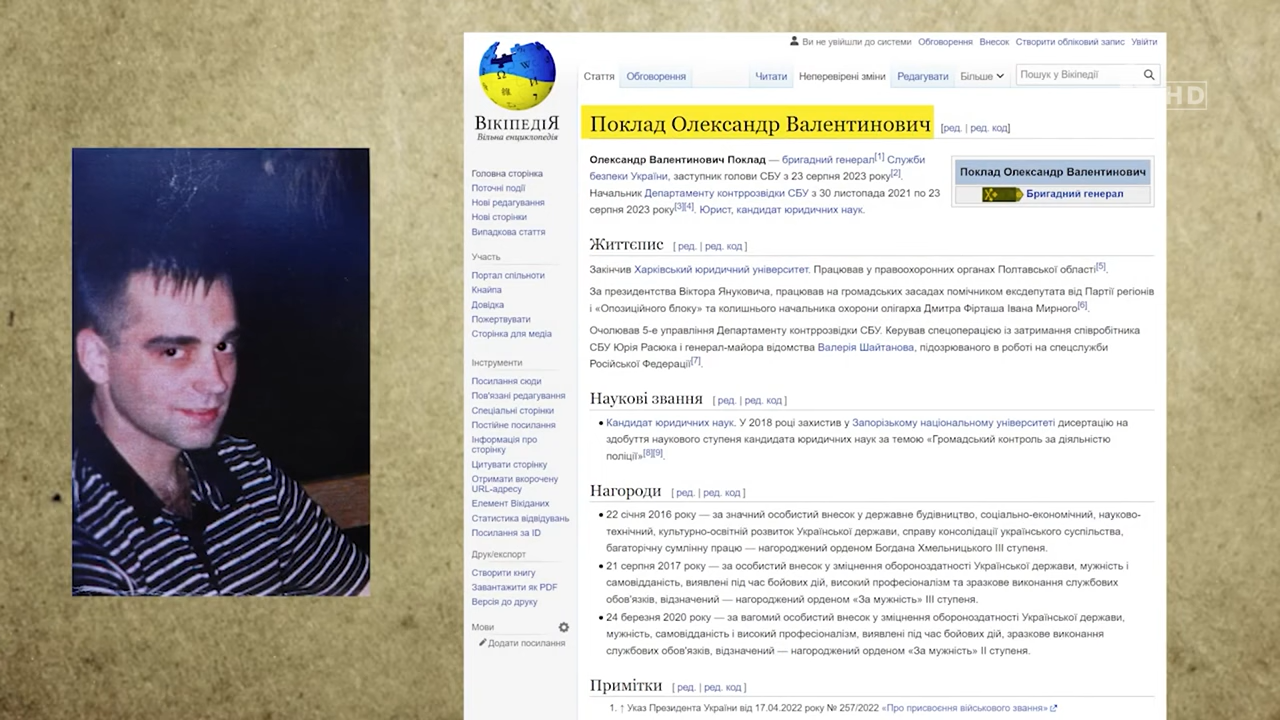 Ви не увійшли до системи Обговорення Внесок Створити обліковий запис Увійти
Стаття Обговорення Читати Неперевірені зміни Редагувати Більше Пошук у Вікіпедії
HD
ВІКІПЕДІЯ
Вільна енциклопедія
Головна сторінка
Поточні події
Нові редагування
Нові сторінки
Випадкова стаття
Участь
Портал спільноти
Кнайпа
Довідка
Пожертвувати
Сторінка для медіа
Інструменти
Посилання сюди
Пов'язані редагування
Спеціальні сторінки
Постійне посилання
Інформація про
сторінку
Цитувати сторінку
Отримати вкорочену
URL-адресу
Елемент Вікіданих
Статистика відвідувань
Посилання за ID
Друк/експорт
Створити книгу
Завантажити як PDF
Версія до друку
Мови
Додати посилання
Поклад Олександр Валентинович [ред. | ред. код]
Олександр Валентинович Поклад — бригадний генерал[1] Служби
безпеки України, заступник голови СБУ з 23 серпня 2023 року[2].
Начальник Департаменту контррозвідки СБУ з 30 листопада 2021 по 23
серпня 2023 року[3][4]. Юрист, кандидат юридичних наук.
Поклад Олександр Валентинович
Бригадний генерал
Життєпис [ ред. | ред. код ]
Закінчив Харківський юридичний університет. Працював у правоохоронних органах Полтавської області[5].
За президентства Віктора Януковича, працював на громадських засадах помічником ексдепутата від Партії регіонів
і «Опозиційного блоку» та колишнього начальника охорони олігарха Дмитра Фірташа Івана Мирного[6].
Очолював 5-е управління Департаменту контррозвідки СБУ. Керував спецоперацією із затримання співробітника
СБУ Юрія Расюка і генерал-майора відомства Валерія Шайтанова, підозрюваного в роботі на спецслужби
Російської Федерації[7].
Наукові звання [ ред. | ред. код ]
• Кандидат юридичних наук. У 2018 році захистив у Запорізькому національному університеті дисертацію на
здобуття наукового ступеня кандидата юридичних наук за темою «Громадський контроль за діяльністю
поліції»[8][9].
Нагороди [ ред. | ред. код ]
• 22 січня 2016 року — за значний особистий внесок у державне будівництво, соціально-економічний, науково-
технічний, культурно-освітній розвиток Української держави, справу консолідації українського суспільства,
багаторічну сумлінну працю — нагороджений орденом Богдана Хмельницького III ступеня.
• 21 серпня 2017 року — за особистий внесок у зміцнення обороноздатності Української держави, мужність і
самовідданість, виявлені під час бойових дій, високий професіоналізм та зразкове виконання службових
обов'язків, відзначений — нагороджений орденом «За мужність» III ступеня.
• 24 березня 2020 року — за вагомий особистий внесок у зміцнення обороноздатності Української держави,
мужність, самовідданість і високий професіоналізм, виявлені під час бойових дій, зразкове виконання
службових обов'язків, відзначений — нагороджений орденом «За мужність» II ступеня.
Примітки [ ред. | ред. код ]
1. ↑ Указ Президента України від 17.04.2022 року № 257/2022 «Про присвоєння військового звання»